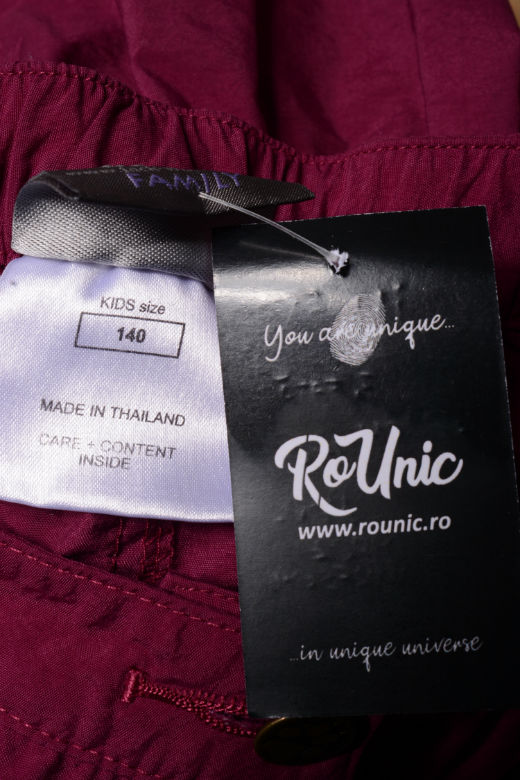 FAMILY
KIDS size
140
MADE IN THAILAND
CARE + CONTENT
INSIDE
You are unique...
RoUnic
www.rounic.ro
...in unique universe